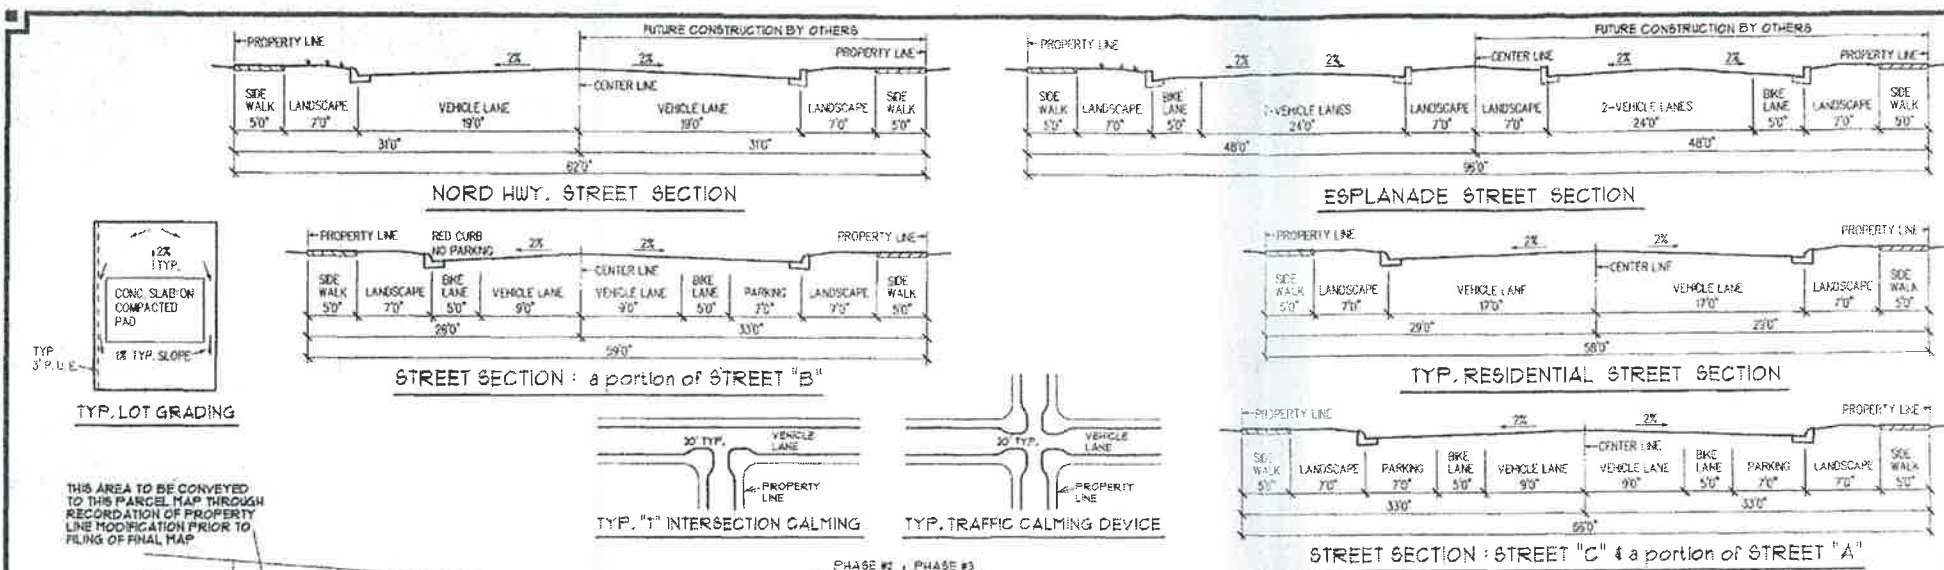 FUTURE CONSTRUCTION BY OTHERS
PROPERTY LINE
PROPERTY LINE
2% 2%
CENTER LINE
SIDE WALK 5'0" LANDSCAPE 7'0" VEHICLE LANE 19'0" VEHICLE LANE 19'0" LANDSCAPE 7'0" SIDE WALK 5'0"
31'0" 31'0"
62'0"
NORD HWY. STREET SECTION
FUTURE CONSTRUCTION BY OTHERS
PROPERTY LINE
CENTER LINE
PROPERTY LINE
2% 2% 2% 2%
SIDE WALK 5'0" LANDSCAPE 7'0" BIKE LANE 5'0" 2-VEHICLE LANES 24'0" LANDSCAPE 7'0" LANDSCAPE 7'0" 2-VEHICLE LANES 24'0" BIKE LANE 5'0" LANDSCAPE 7'0" SIDE WALK 5'0"
48'0" 48'0"
96'0"
ESPLANADE STREET SECTION
2%
TYP.
CONC. SLAB ON
COMPACTED
PAD
1% TYP. SLOPE
TYP
3' P.U.E.
TYP. LOT GRADING
PROPERTY LINE
RED CURB
NO PARKING
2% 2%
PROPERTY LINE
CENTER LINE
SIDE WALK 5'0" LANDSCAPE 7'0" BIKE LANE 5'0" VEHICLE LANE 9'0" VEHICLE LANE 9'0" BIKE LANE 5'0" PARKING 7'0" LANDSCAPE 7'0" SIDE WALK 5'0"
26'0" 33'0"
59'0"
STREET SECTION : a portion of STREET "B"
PROPERTY LINE
2% 2%
PROPERTY LINE
CENTER LINE
SIDE WALK 5'0" LANDSCAPE 7'0" VEHICLE LANE 17'0" VEHICLE LANE 17'0" LANDSCAPE 7'0" SIDE WALK 5'0"
29'0" 29'0"
58'0"
TYP. RESIDENTIAL STREET SECTION
20' TYP.
VEHICLE
LANE
PROPERTY
LINE
TYP. "T" INTERSECTION CALMING
20' TYP.
VEHICLE
LANE
PROPERTY
LINE
TYP. TRAFFIC CALMING DEVICE
PROPERTY LINE
2% 2%
PROPERTY LINE
CENTER LINE
SIDE WALK 5'0" LANDSCAPE 7'0" PARKING 7'0" BIKE LANE 5'0" VEHICLE LANE 9'0" VEHICLE LANE 9'0" BIKE LANE 5'0" PARKING 7'0" LANDSCAPE 7'0" SIDE WALK 5'0"
33'0" 33'0"
66'0"
STREET SECTION : STREET "C" & a portion of STREET "A"
THIS AREA TO BE CONVEYED
TO THIS PARCEL MAP THROUGH
RECORDATION OF PROPERTY
LINE MODIFICATION PRIOR TO
FILING OF FINAL MAP
PHASE #2 PHASE #3